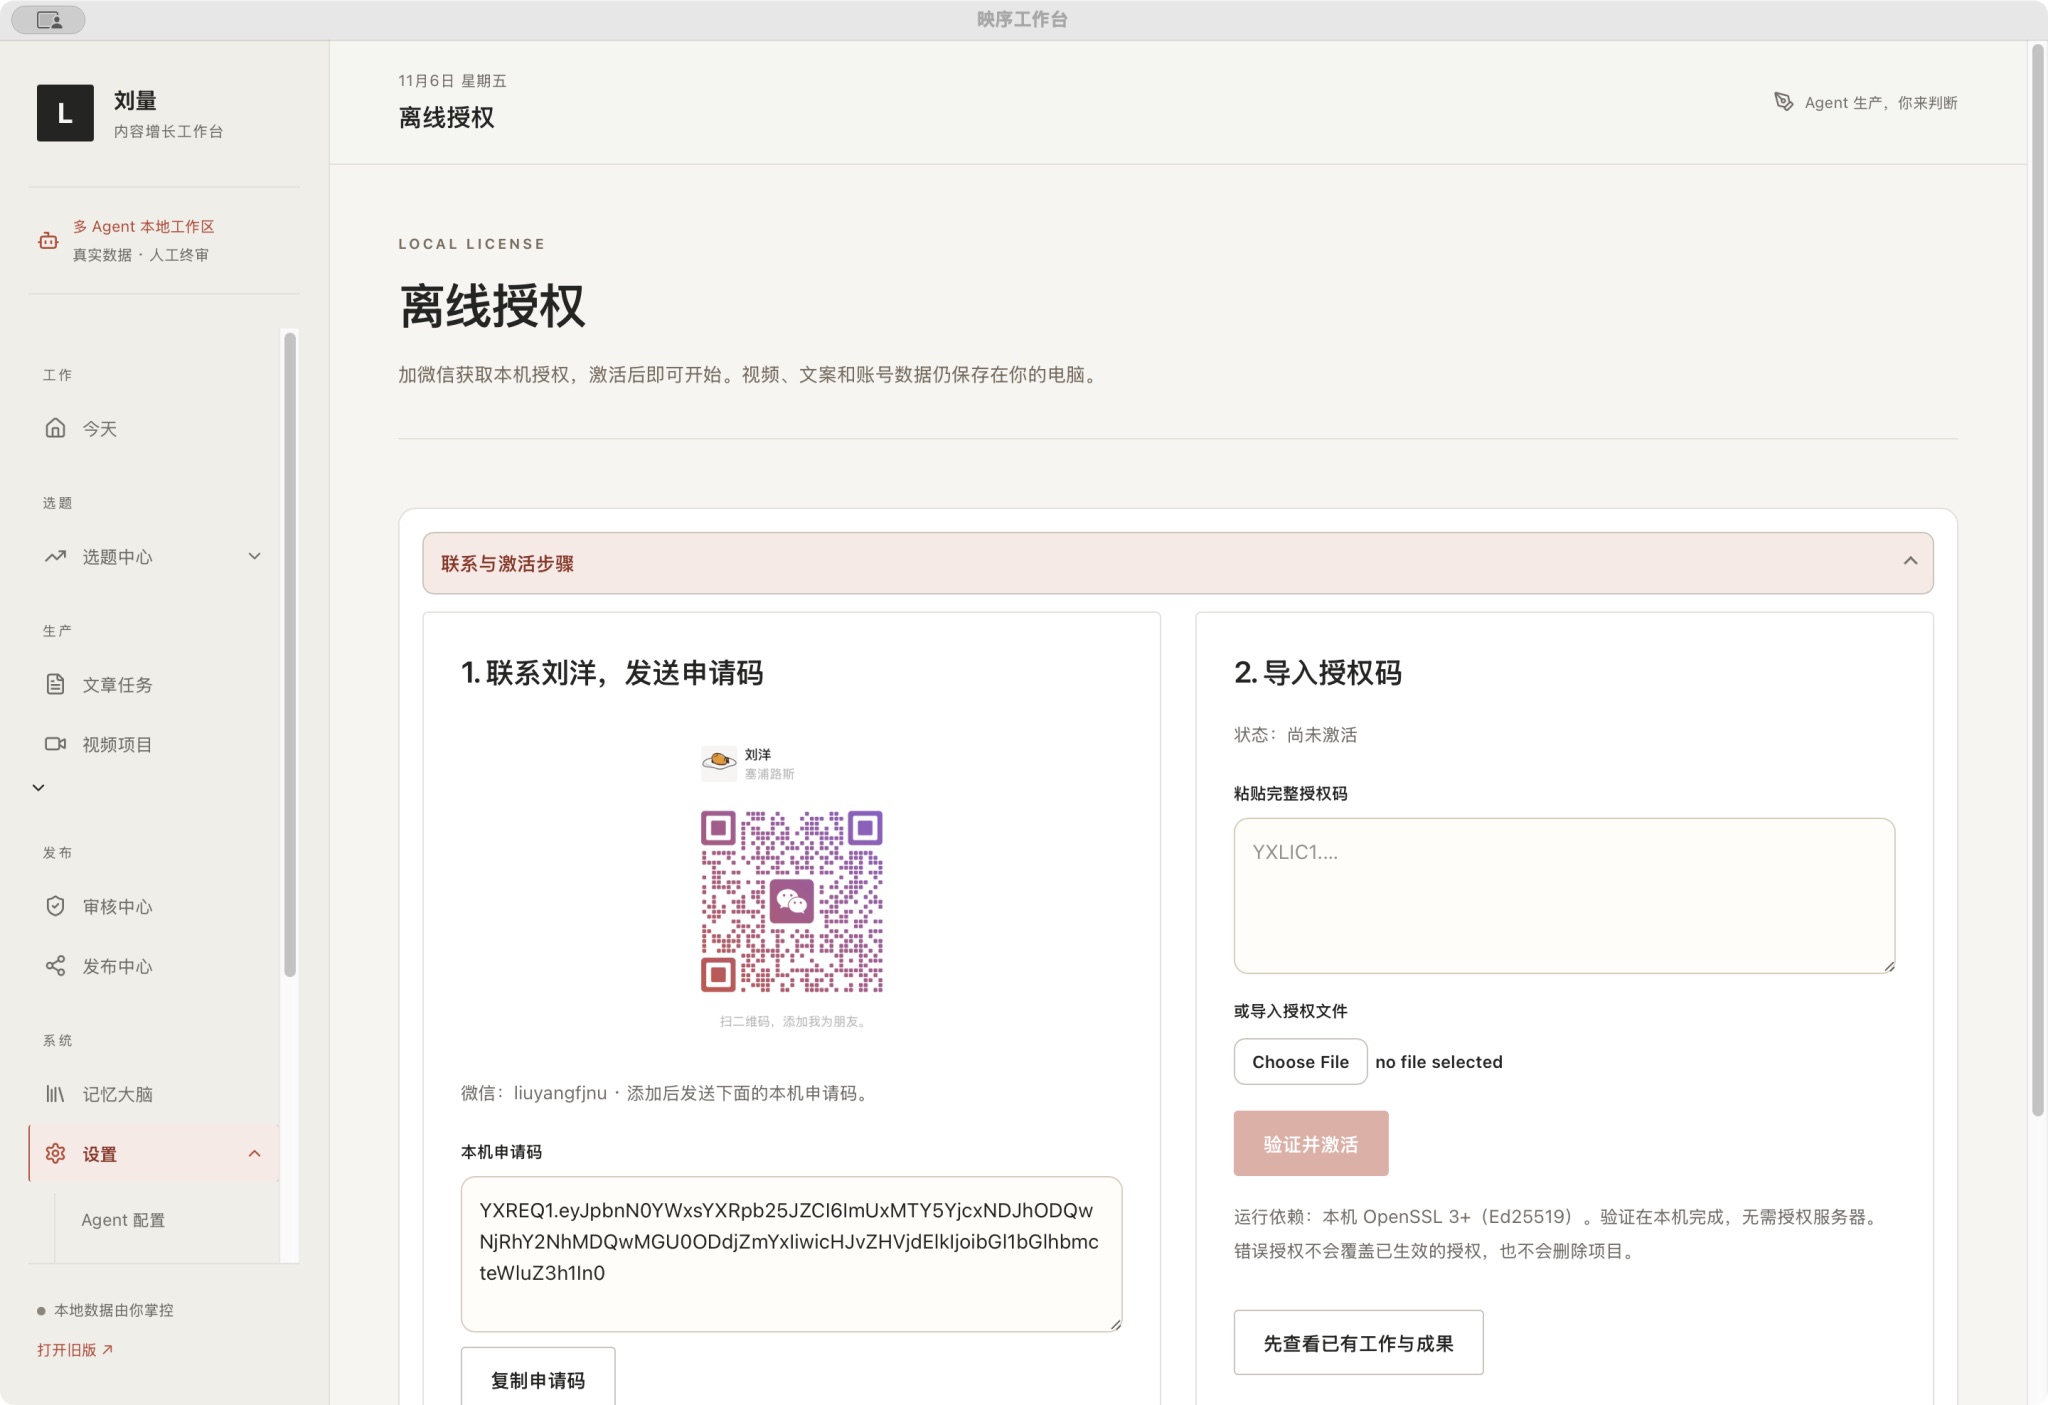 映序工作台
L
刘量
内容增长工作台
多 Agent 本地工作区
真实数据 · 人工终审
工作
今天
选题
选题中心
生产
文章任务
视频项目
发布
审核中心
发布中心
系统
记忆大脑
设置
Agent 配置
本地数据由你掌控
打开旧版
11月6日 星期五
离线授权
Agent 生产，你来判断
LOCAL LICENSE
离线授权
加微信获取本机授权，激活后即可开始。视频、文案和账号数据仍保存在你的电脑。
联系与激活步骤
1. 联系刘洋，发送申请码
刘洋
塞浦路斯
扫二维码，添加我为朋友。
微信：liuyangfjnu · 添加后发送下面的本机申请码。
本机申请码
YXREQ1.eyJpbnN0YWxsYXRpb25JZCI6ImUxMTY5YjcxNDJhODQw
NjRhY2NhMDQwMGU0ODdjZmYxIiwicHJvZHVjdElkIjoibGl1bGlhbmc
teWluZ3h1In0
复制申请码
2. 导入授权码
状态：尚未激活
粘贴完整授权码
YXLIC1....
或导入授权文件
Choose File no file selected
验证并激活
运行依赖：本机 OpenSSL 3+（Ed25519）。验证在本机完成，无需授权服务器。
错误授权不会覆盖已生效的授权，也不会删除项目。
先查看已有工作与成果